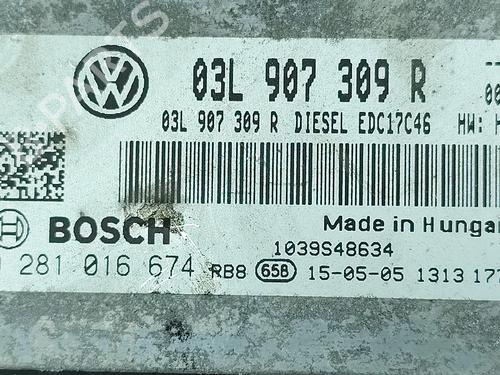 03L 907 309 R
03L 907 309 R DIESEL EDC17C46 HW: H
BOSCH
Made in Hungar
1039S48634
281 016 674 RB8 658 15-05-05 1313 177